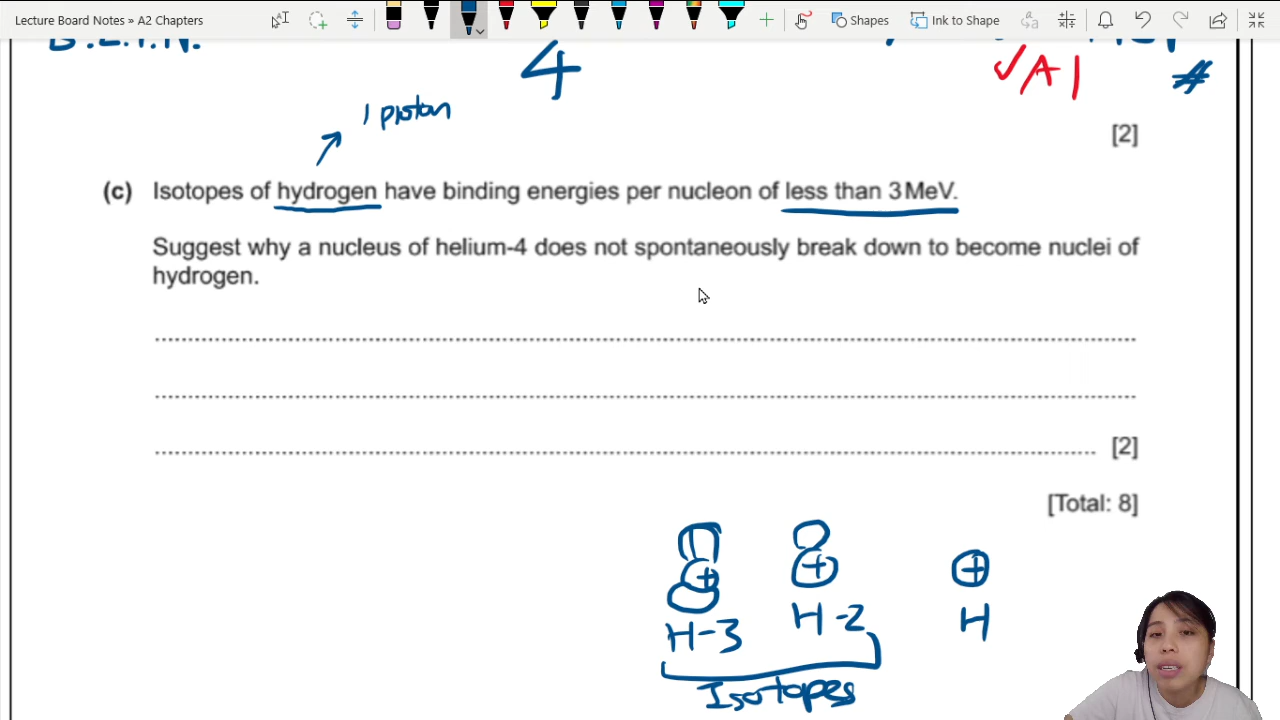 Lecture Board Notes » A2 Chapters
Shapes
Ink to Shape
B.E.P.N.
4
A1
#
1 proton
[2]
(c) Isotopes of hydrogen have binding energies per nucleon of less than 3 MeV.
Suggest why a nucleus of helium-4 does not spontaneously break down to become nuclei of
hydrogen.
[2]
[Total: 8]
+ + +
H-3 H-2 H
Isotopes